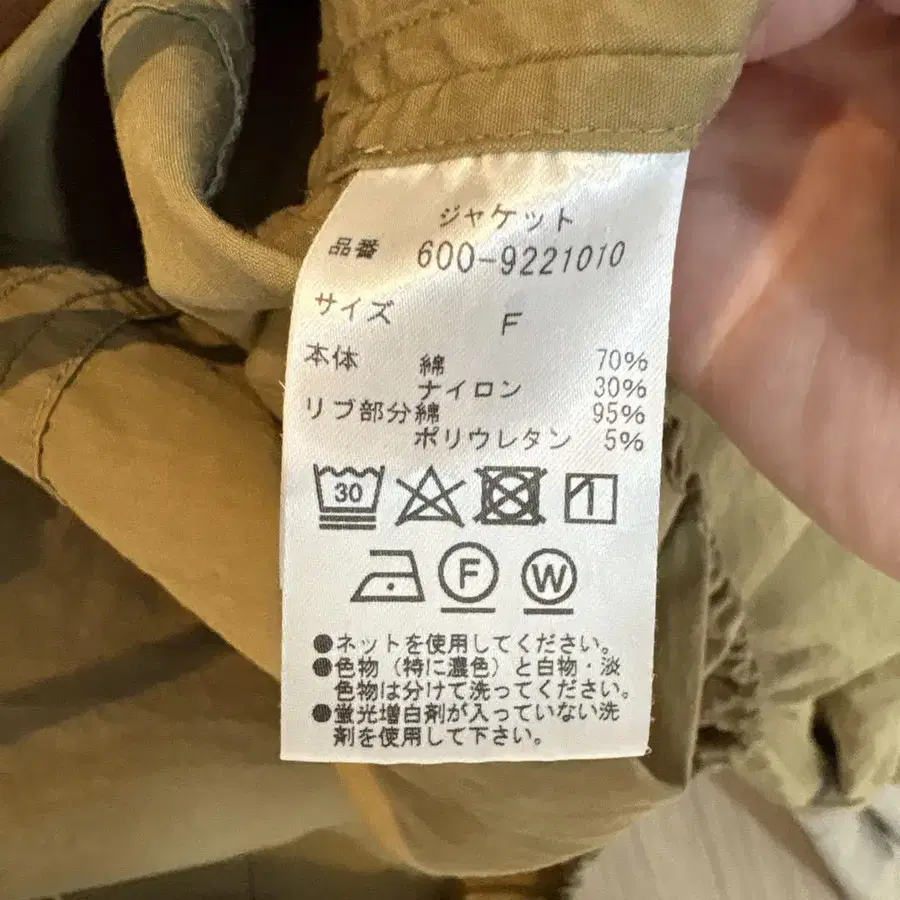 ジャケット
品番 600-9221010
サイズ F
本体 綿 70%
ナイロン 30%
リブ部分綿 95%
ポリウレタン 5%
30
F W
●ネットを使用してください。
●色物(特に濃色)と白物・淡
色物は分けて洗ってください。
●蛍光増白剤が入っていない洗
剤を使用して下さい。